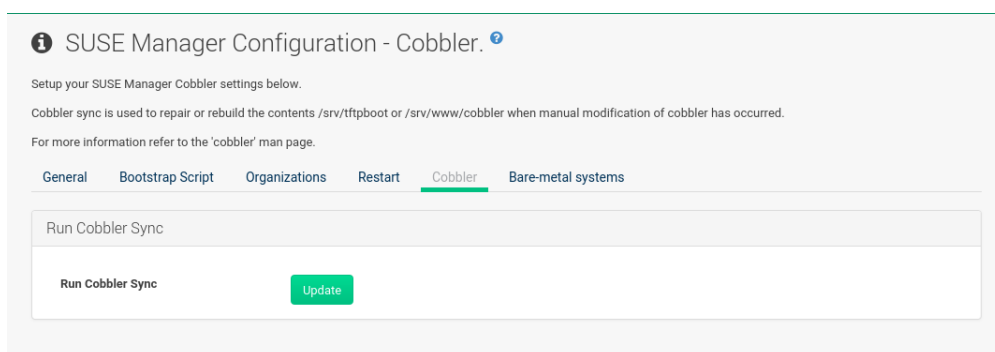 SUSE Manager Configuration - Cobbler.
Setup your SUSE Manager Cobbler settings below.
Cobbler sync is used to repair or rebuild the contents /srv/tftpboot or /srv/www/cobbler when manual modification of cobbler has occurred.
For more information refer to the 'cobbler' man page.
General Bootstrap Script Organizations Restart Cobbler Bare-metal systems
Run Cobbler Sync
Run Cobbler Sync Update